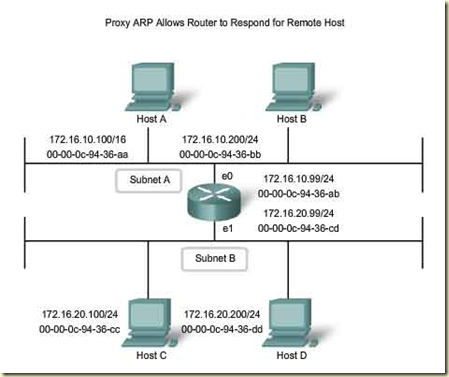 Proxy ARP Allows Router to Respond for Remote Host
Host A
Host B
172.16.10.100/16
00-00-0c-94-36-aa
172.16.10.200/24
00-00-0c-94-36-bb
Subnet A
e0
172.16.10.99/24
00-00-0c-94-36-ab
172.16.20.99/24
00-00-0c-94-36-cd
e1
Subnet B
172.16.20.100/24
00-00-0c-94-36-cc
172.16.20.200/24
00-00-0c-94-36-dd
Host C
Host D